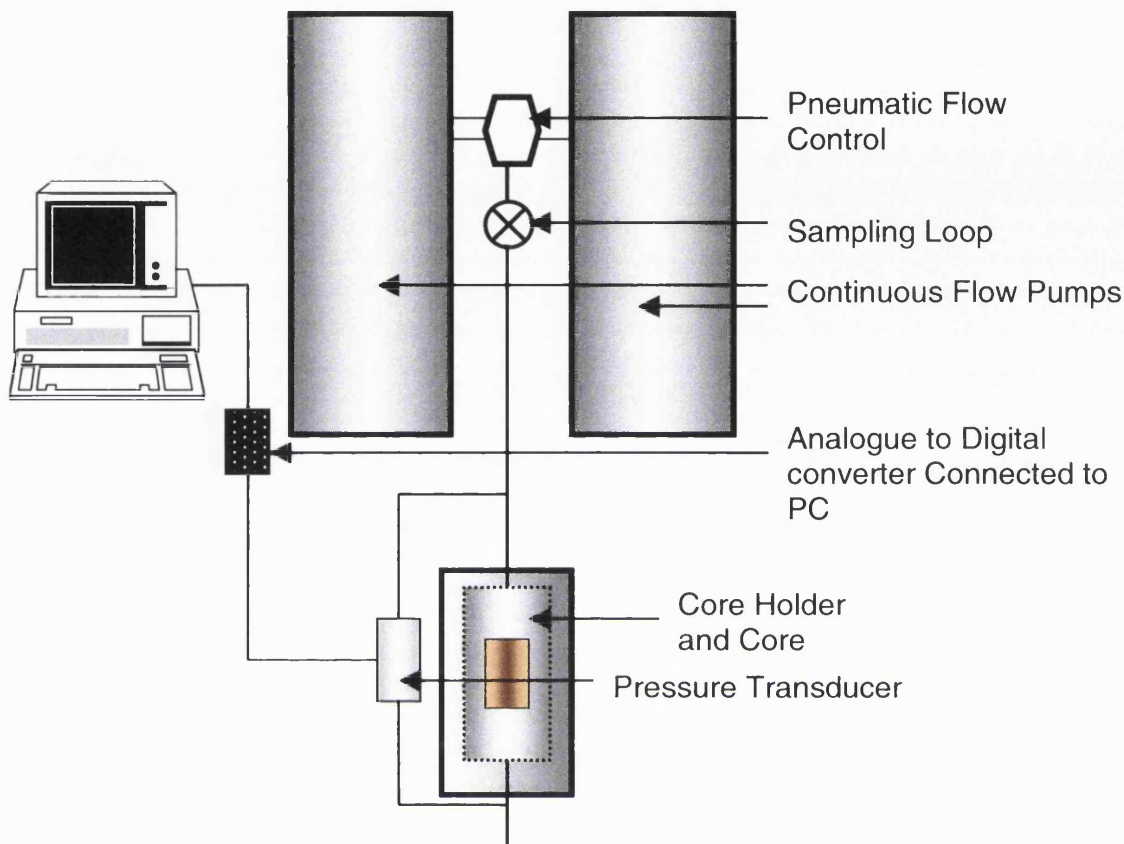 Pneumatic Flow
Control
Sampling Loop
Continuous Flow Pumps
Analogue to Digital
converter Connected to
PC
Core Holder
and Core
Pressure Transducer